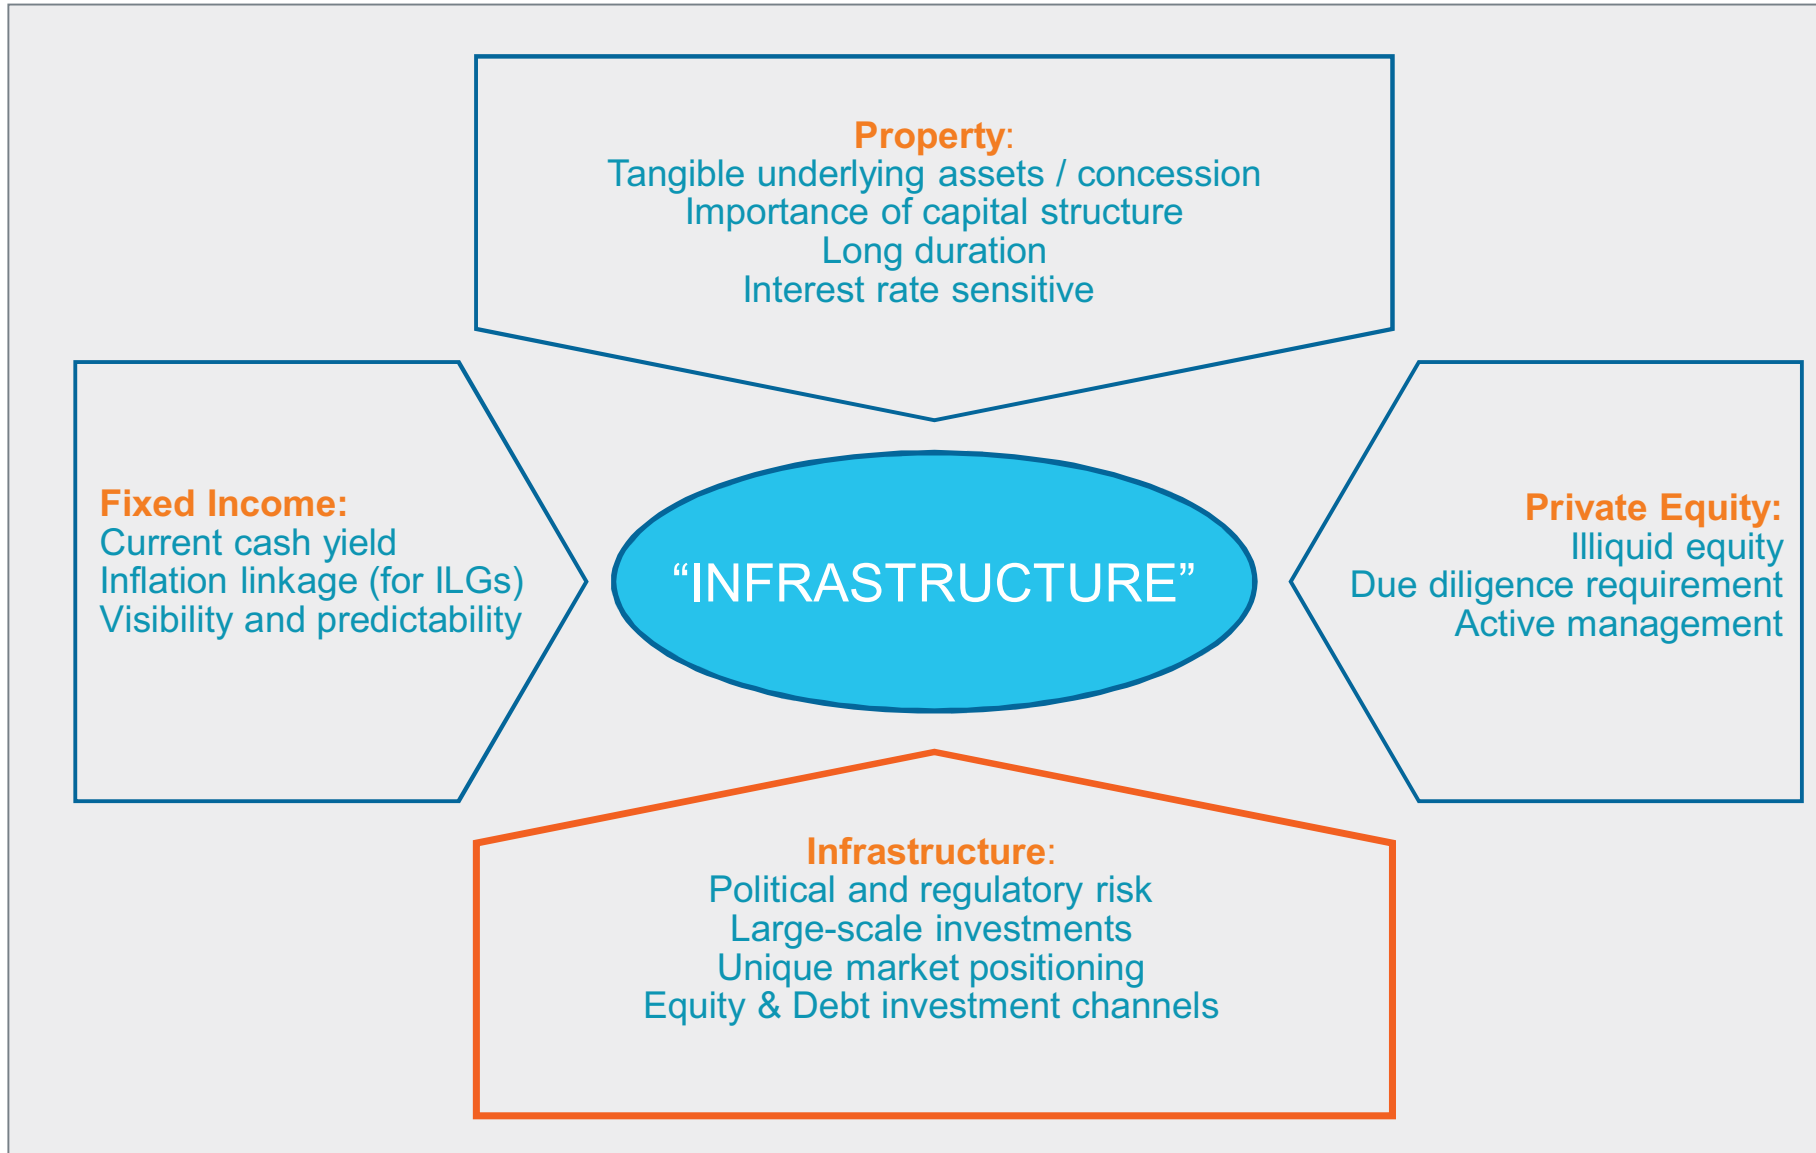 Property:
Tangible underlying assets / concession
Importance of capital structure
Long duration
Interest rate sensitive
Fixed Income:
Current cash yield
Inflation linkage (for ILGs)
Visibility and predictability
“INFRASTRUCTURE”
Private Equity:
Illiquid equity
Due diligence requirement
Active management
Infrastructure:
Political and regulatory risk
Large-scale investments
Unique market positioning
Equity & Debt investment channels